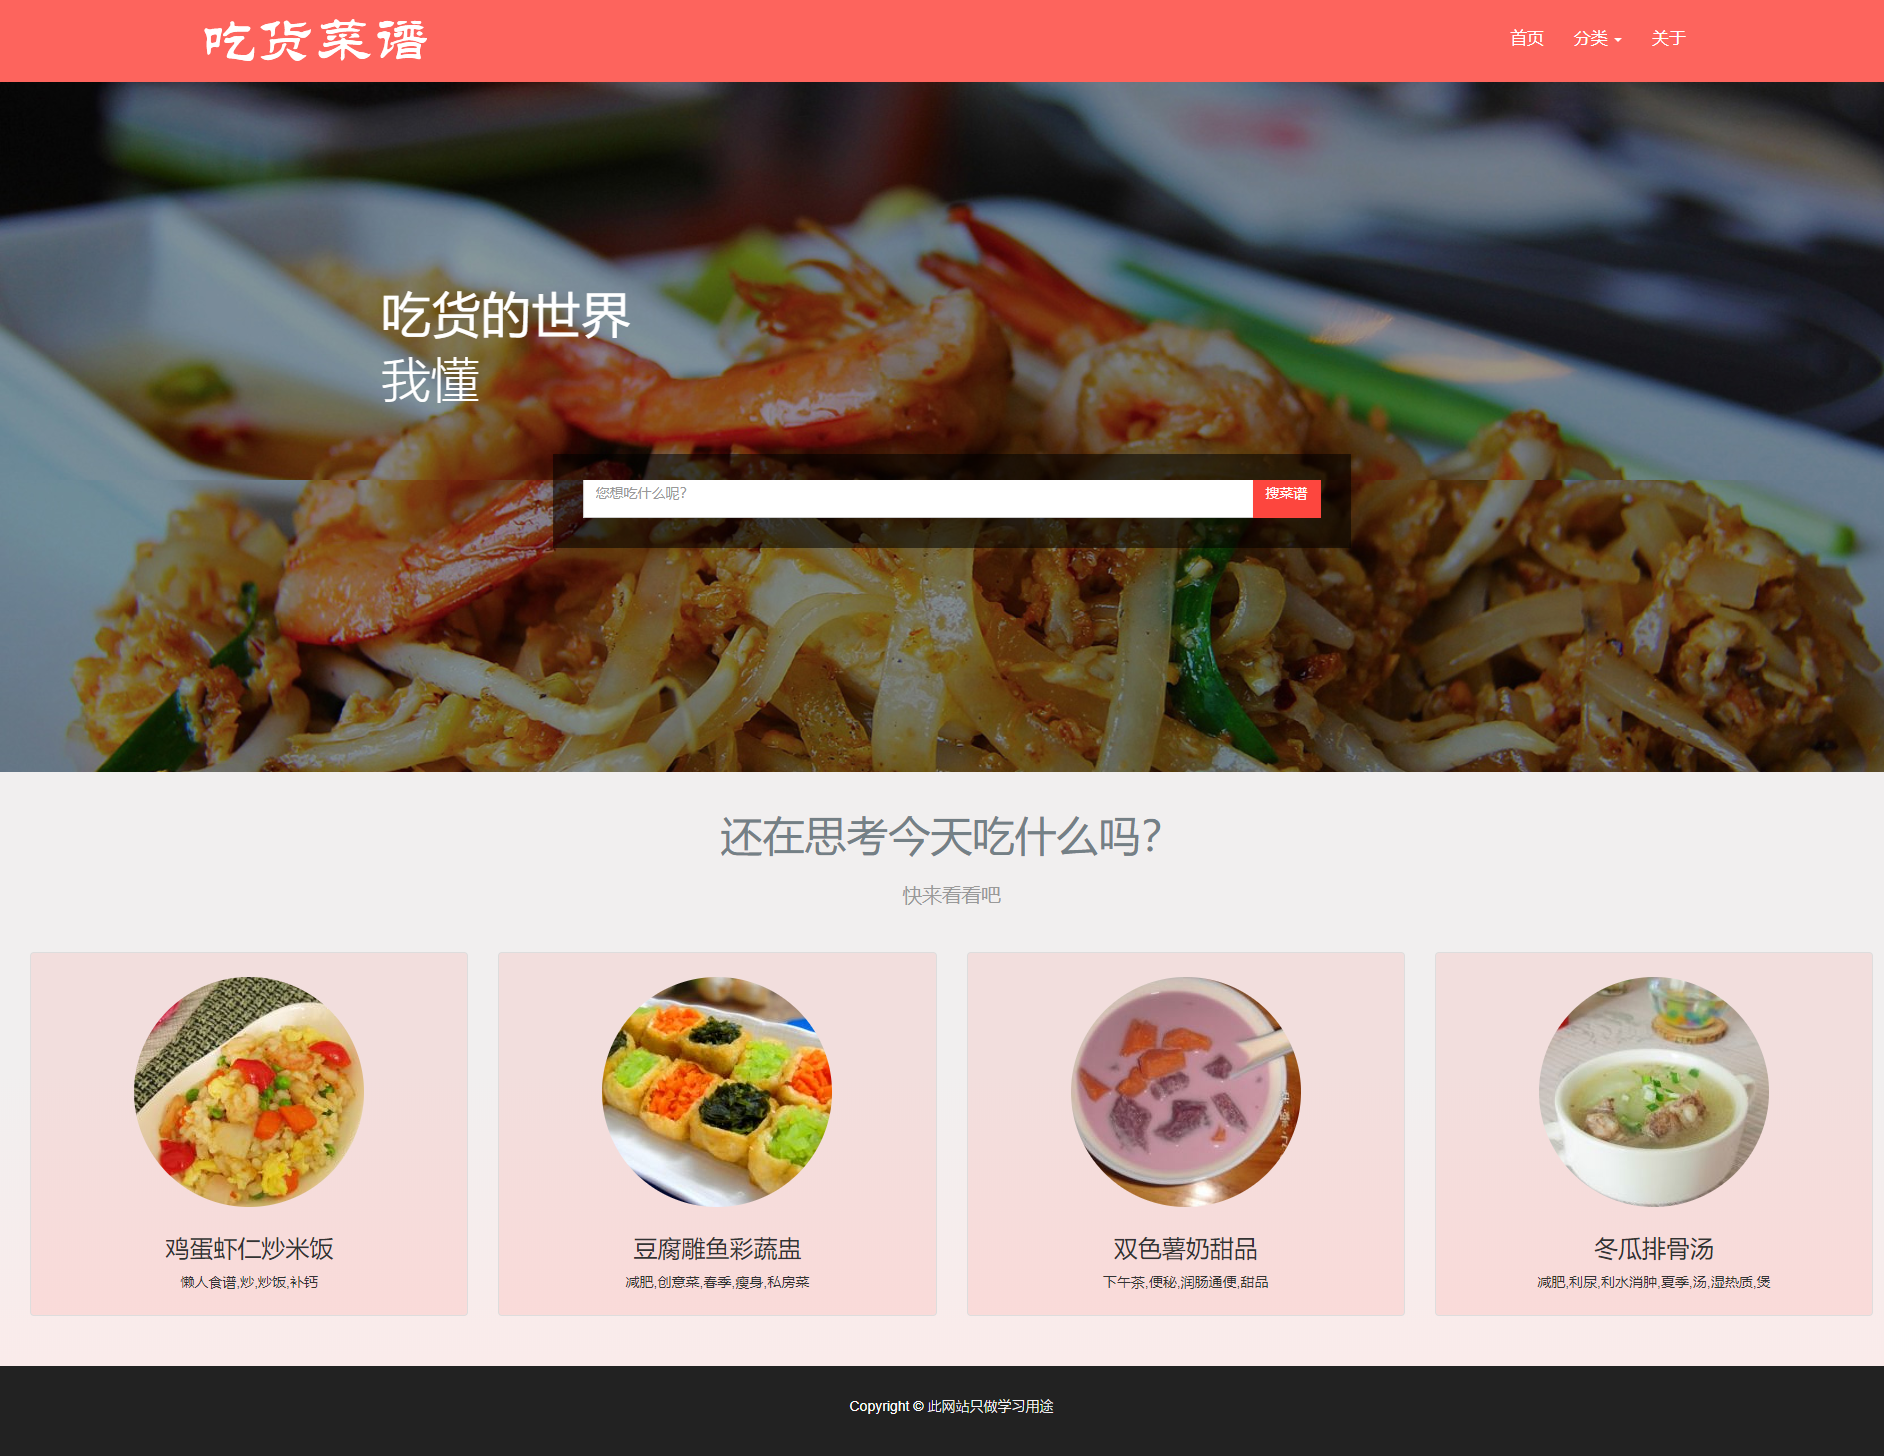 吃货菜谱
首页 分类 关于
吃货的世界
我懂
您想吃什么呢?
搜菜谱
还在思考今天吃什么吗?
快来看看吧
鸡蛋虾仁炒米饭
懒人食谱,炒,炒饭,补钙
豆腐雕鱼彩蔬盅
减肥,创意菜,春季,瘦身,私房菜
双色薯奶甜品
下午茶,便秘,润肠通便,甜品
冬瓜排骨汤
减肥,利尿,利水消肿,夏季,汤,湿热质,煲
Copyright © 此网站只做学习用途